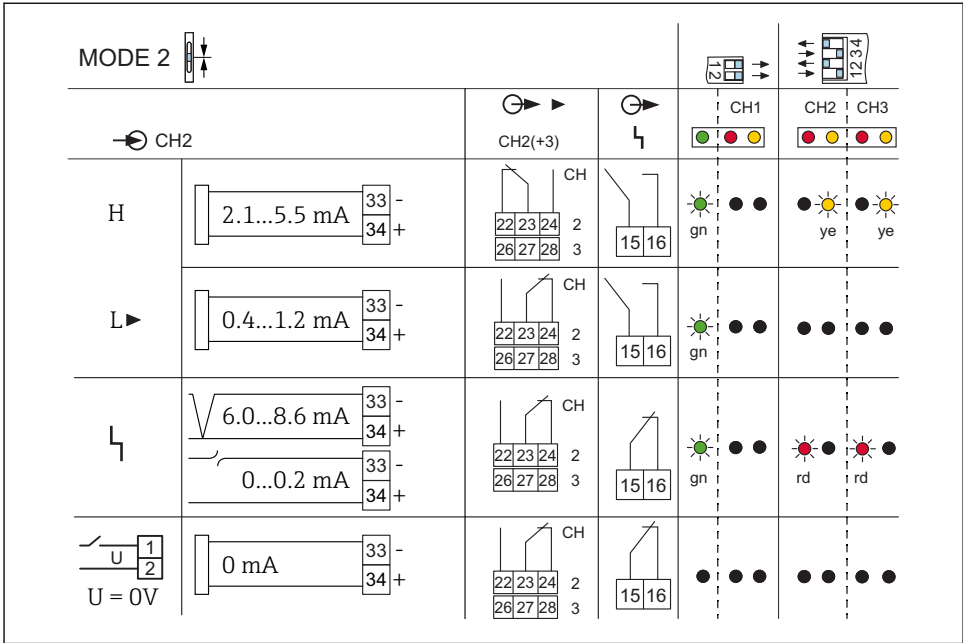 MODE 2
1 2
1 2 3 4
CH2
CH2(+3)
CH1
CH2 CH3
H
2.1...5.5 mA
33 -
34 +
CH
22 23 24 2
26 27 28 3
15 16
gn
ye ye
L
0.4...1.2 mA
33 -
34 +
CH
22 23 24 2
26 27 28 3
15 16
gn
6.0...8.6 mA
33 -
34 +
0...0.2 mA
33 -
34 +
CH
22 23 24 2
26 27 28 3
15 16
gn
rd rd
U
1
2
U = 0V
0 mA
33 -
34 +
CH
22 23 24 2
26 27 28 3
15 16